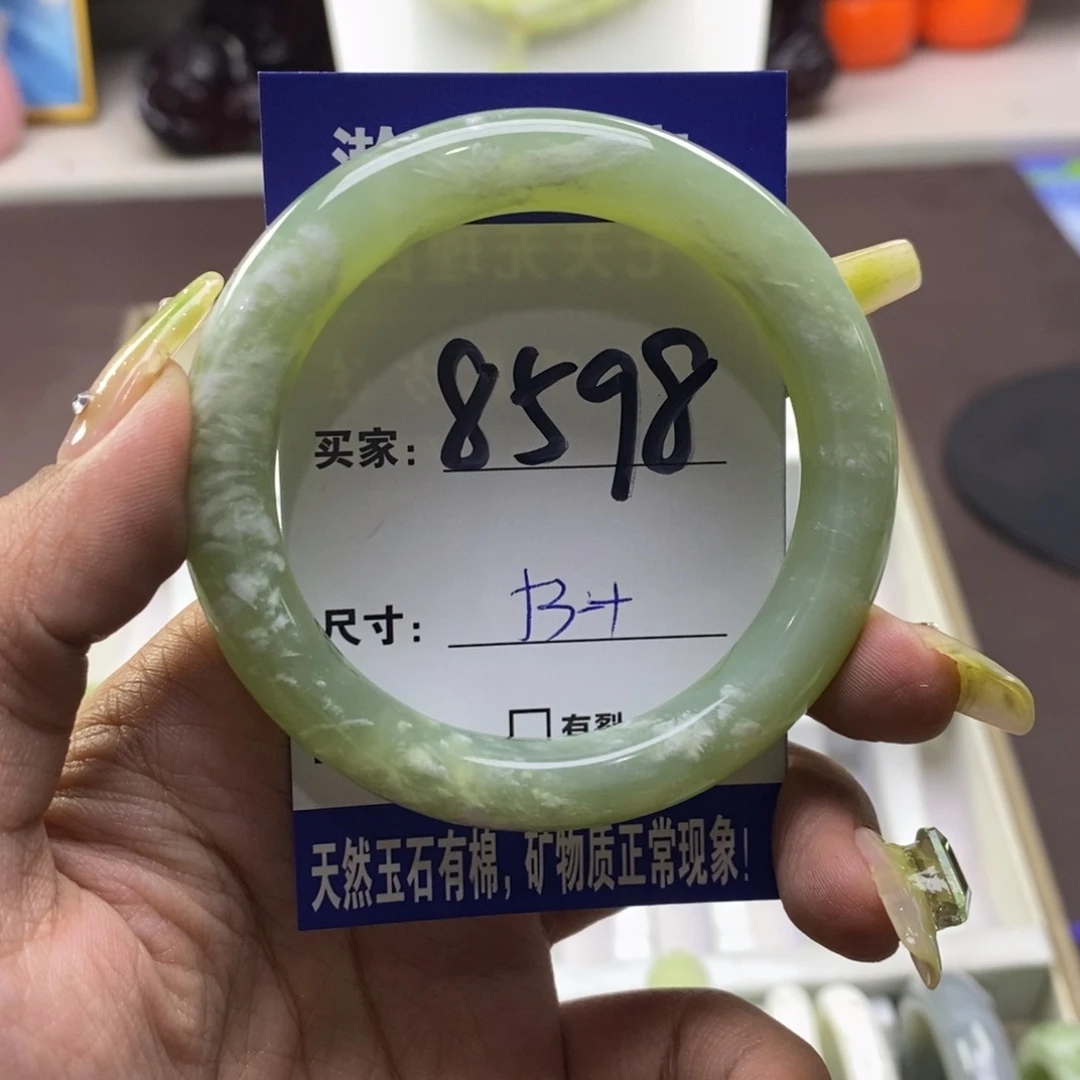 买家: 8598
尺寸:
有裂
天然玉石有棉, 矿物质正常现象!